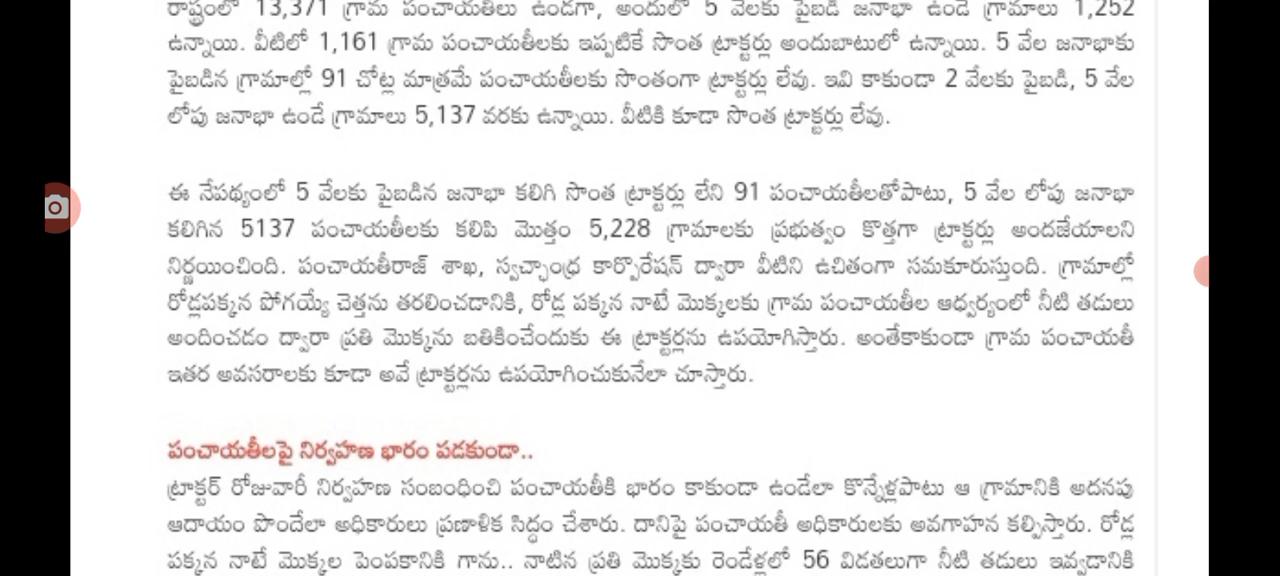 రాష్ట్రంలో 13,371 గ్రామ పంచాయతీలు ఉండగా, అందులో 5 వేలకు పైబడి జనాభా ఉండే గ్రామాలు 1,252
ఉన్నాయి. వీటిలో 1,161 గ్రామ పంచాయతీలకు ఇప్పటికే సొంత ట్రాక్టర్లు అందుబాటులో ఉన్నాయి. 5 వేల జనాభాకు
పైబడిన గ్రామాల్లో 91 చోట్ల మాత్రమే పంచాయతీలకు సొంతంగా ట్రాక్టర్లు లేవు. ఇవి కాకుండా 2 వేలకు పైబడి, 5 వేల
లోపు జనాభా ఉండే గ్రామాలు 5,137 వరకు ఉన్నాయి. వీటికి కూడా సొంత ట్రాక్టర్లు లేవు.
ఈ నేపథ్యంలో 5 వేలకు పైబడిన జనాభా కలిగి సొంత ట్రాక్టర్లు లేని 91 పంచాయతీలతోపాటు, 5 వేల లోపు జనాభా
కలిగిన 5137 పంచాయతీలకు కలిపి మొత్తం 5,228 గ్రామాలకు ప్రభుత్వం కొత్తగా ట్రాక్టర్లు అందజేయాలని
నిర్ణయించింది. పంచాయతీరాజ్ శాఖ, స్వచ్ఛాంధ్ర కార్పొరేషన్ ద్వారా వీటిని ఉచితంగా సమకూరుస్తుంది. గ్రామాల్లో
రోడ్లపక్కన పోగయ్యే చెత్తను తరలించడానికి, రోడ్ల పక్కన నాటే మొక్కలకు గ్రామ పంచాయతీల ఆధ్వర్యంలో నీటి తడులు
అందించడం ద్వారా ప్రతి మొక్కను బతికించేందుకు ఈ ట్రాక్టర్లను ఉపయోగిస్తారు. అంతేకాకుండా గ్రామ పంచాయతీ
ఇతర అవసరాలకు కూడా అవే ట్రాక్టర్లను ఉపయోగించుకునేలా చూస్తారు.
పంచాయతీలపై నిర్వహణ భారం పడకుండా..
ట్రాక్టర్ రోజువారీ నిర్వహణ సంబంధించి పంచాయతీకి భారం కాకుండా ఉండేలా కొన్నేళ్లపాటు ఆ గ్రామానికి అదనపు
ఆదాయం పొందేలా అధికారులు ప్రణాళిక సిద్ధం చేశారు. దానిపై పంచాయతీ అధికారులకు అవగాహన కల్పిస్తారు. రోడ్ల
పక్కన నాటే మొక్కల పెంపకానికి గాను.. నాటిన ప్రతి మొక్కకు రెండేళ్లలో 56 విడతలుగా నీటి తడులు ఇవ్వడానికి